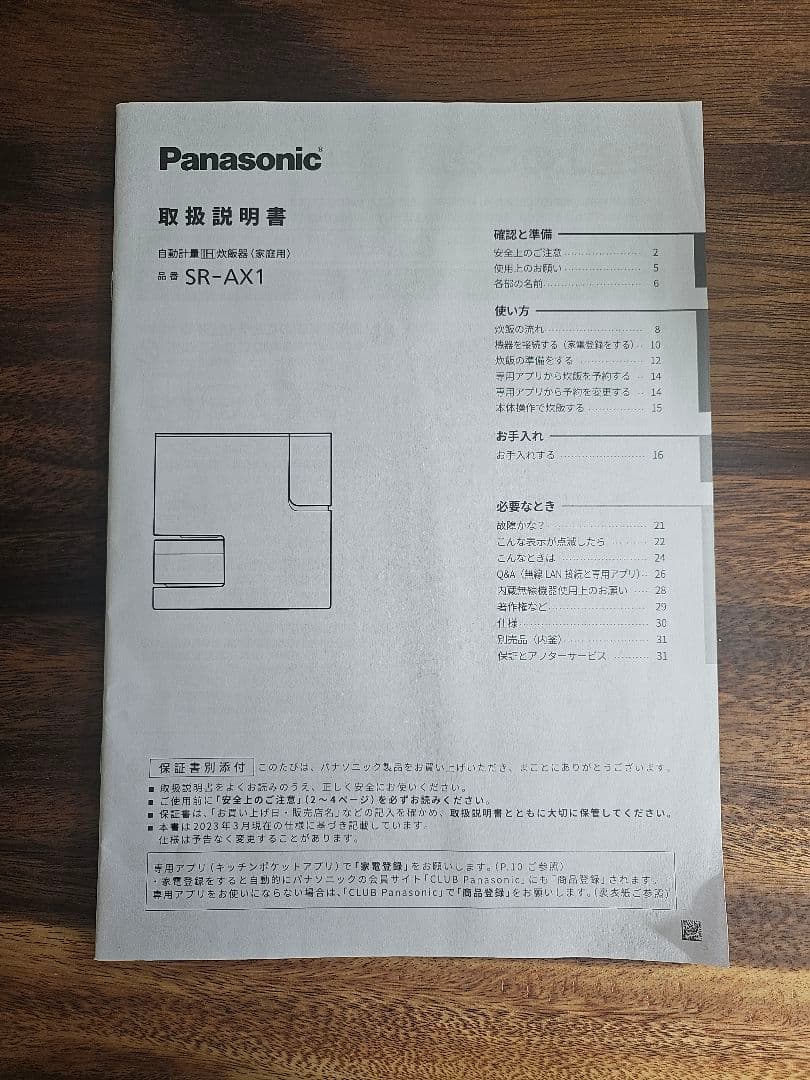 Panasonic®
取扱説明書
自動計量IH炊飯器（家庭用）
品番 SR-AX1
確認と準備
安全上のご注意 2
使用上のお願い 5
各部の名前 6
使い方
炊飯の流れ 8
機器を接続する（家電登録をする） 10
炊飯の準備をする 12
専用アプリから炊飯を予約する 14
専用アプリから予約を変更する 14
本体操作で炊飯する 15
お手入れ
お手入れする 16
必要なとき
故障かな？ 21
こんな表示が点滅したら 22
こんなときは 24
Q&A（無線LAN接続と専用アプリ） 26
内蔵無線機器使用上のお願い 28
著作権など 29
仕様 30
別売品（内釜） 31
保証とアフターサービス 31
保証書別添付 このたびは、パナソニック製品をお買い上げいただき、まことにありがとうございます。
■ 取扱説明書をよくお読みのうえ、正しく安全にお使いください。
■ ご使用前に「安全上のご注意」（2～4ページ）を必ずお読みください。
■ 保証書は、「お買い上げ日・販売店名」などの記入を確かめ、取扱説明書とともに大切に保管してください。
■ 本書は2023年3月現在の仕様に基づき記載しています。
仕様は予告なく変更することがあります。
専用アプリ（キッチンポケットアプリ）で「家電登録」をお願いします。（P.10 ご参照）
・家電登録をすると自動的にパナソニックの会員サイト「CLUB Panasonic」にも「商品登録」されます。
専用アプリをお使いにならない場合は、「CLUB Panasonic」で「商品登録」をお願いします。（裏表紙ご参照）